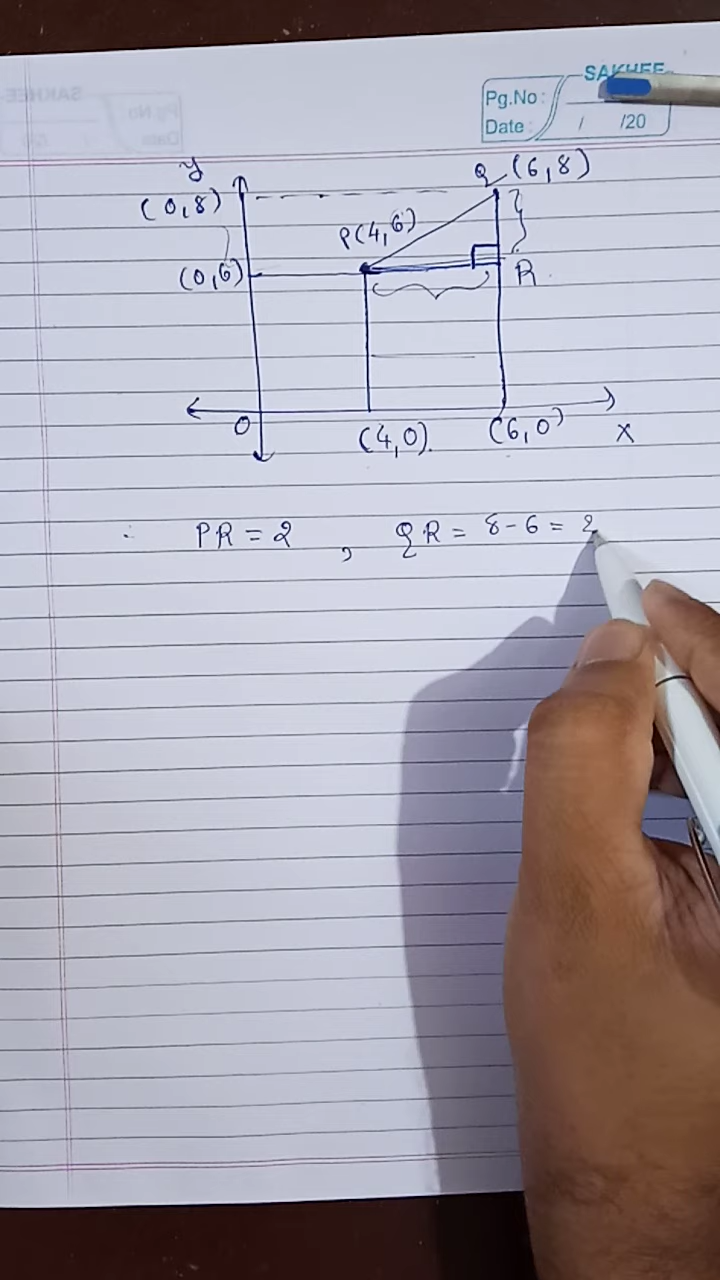 SAKHEE
Pg.No:
Date: / /20
y
Q (6,8)
(0,8)
P(4,6)
(0,6)
R
O
(4,0)
(6,0)
X
∴ PR = 2 , QR = 8 - 6 = 2